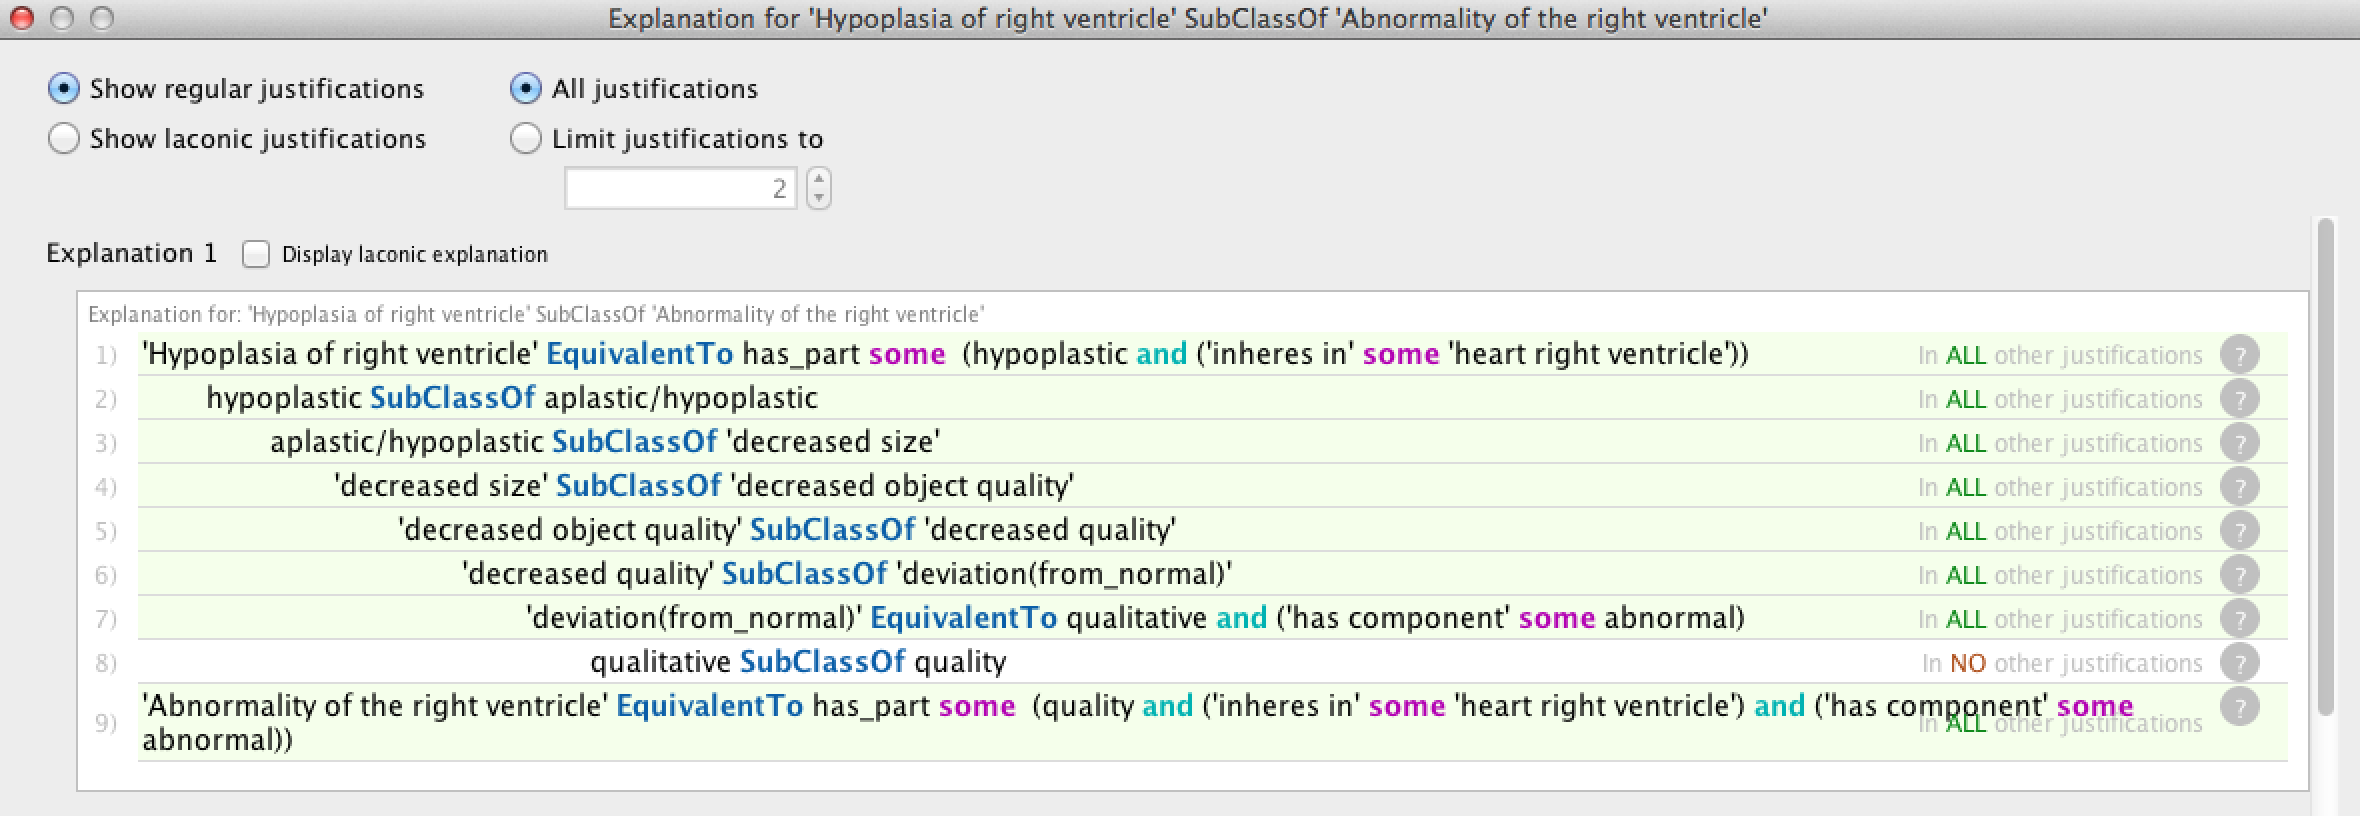 Explanation for 'Hypoplasia of right ventricle' SubClassOf 'Abnormality of the right ventricle'
Show regular justifications All justifications
Show laconic justifications Limit justifications to
2
Explanation 1 Display laconic explanation
Explanation for: 'Hypoplasia of right ventricle' SubClassOf 'Abnormality of the right ventricle'
1) 'Hypoplasia of right ventricle' EquivalentTo has_part some (hypoplastic and ('inheres in' some 'heart right ventricle')) In ALL other justifications ?
2) hypoplastic SubClassOf aplastic/hypoplastic In ALL other justifications ?
3) aplastic/hypoplastic SubClassOf 'decreased size' In ALL other justifications ?
4) 'decreased size' SubClassOf 'decreased object quality' In ALL other justifications ?
5) 'decreased object quality' SubClassOf 'decreased quality' In ALL other justifications ?
6) 'decreased quality' SubClassOf 'deviation(from_normal)' In ALL other justifications ?
7) 'deviation(from_normal)' EquivalentTo qualitative and ('has component' some abnormal) In ALL other justifications ?
8) qualitative SubClassOf quality In NO other justifications ?
9) 'Abnormality of the right ventricle' EquivalentTo has_part some (quality and ('inheres in' some 'heart right ventricle') and ('has component' some ?
abnormal)) In ALL other justifications